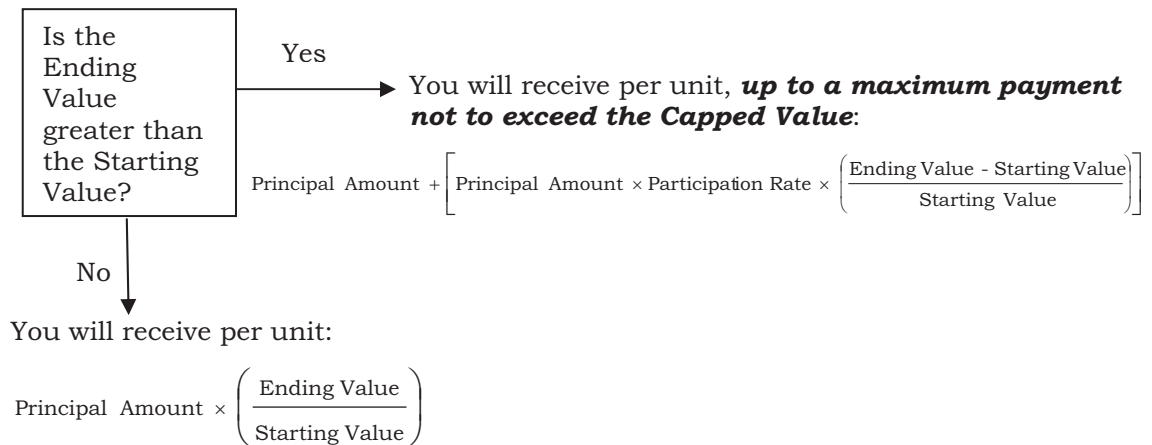 Is the
Ending
Value
greater than
the Starting
Value?
Yes
You will receive per unit, up to a maximum payment
not to exceed the Capped Value:
Principal Amount + [Principal Amount × Participation Rate × (Ending Value - Starting Value / Starting Value)]
No
You will receive per unit:
Principal Amount × (Ending Value / Starting Value)